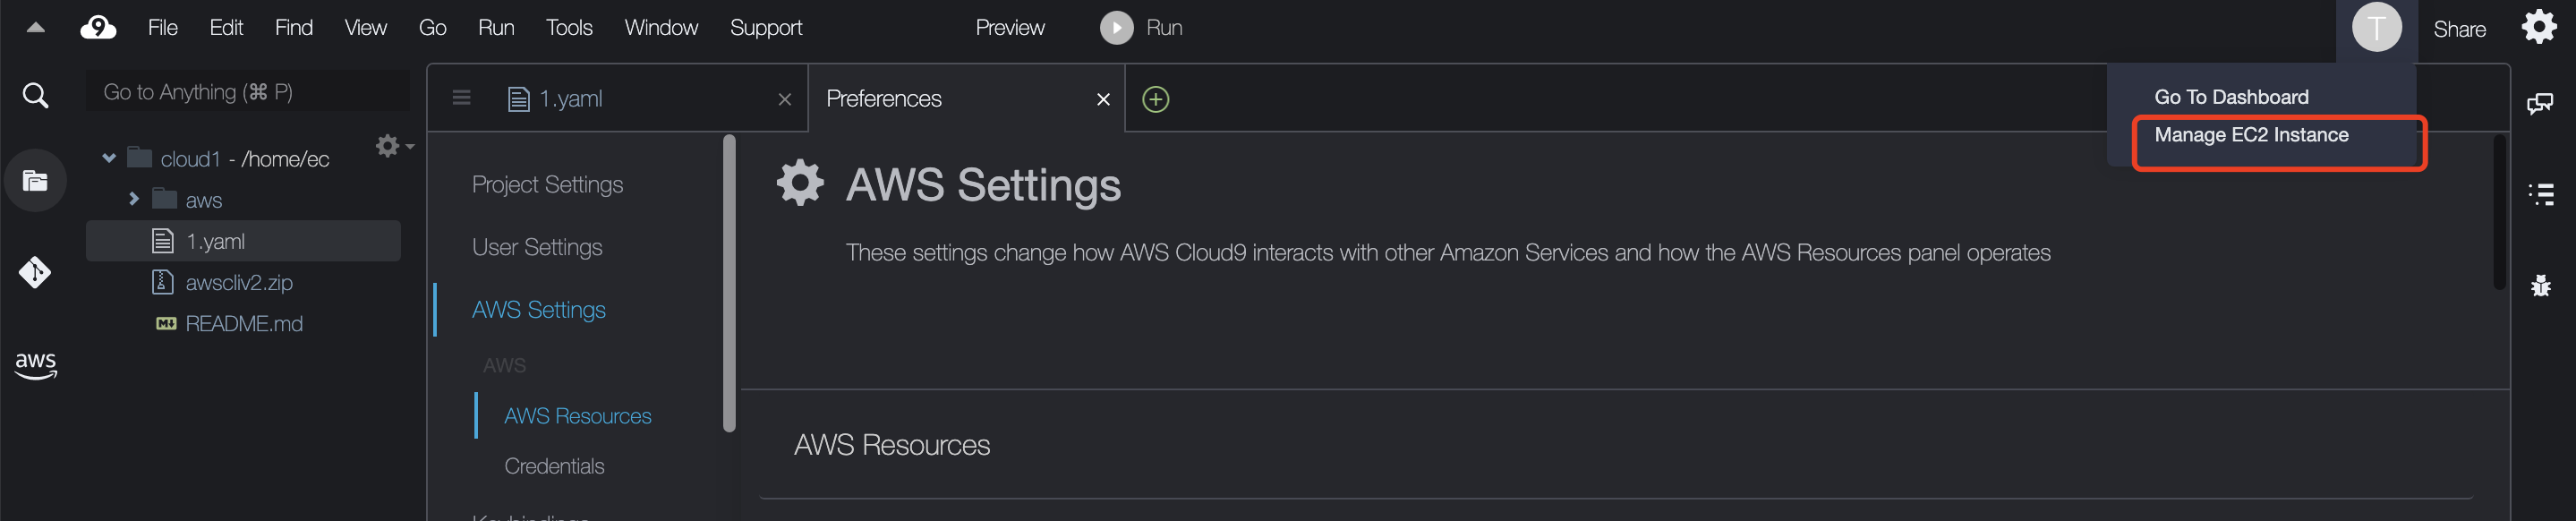 9 File Edit Find View Go Run Tools Window Support Preview Run T Share
Go to Anything (⌘ P)
1.yaml
Preferences
Go To Dashboard
Manage EC2 Instance
cloud1 - /home/ec
aws
1.yaml
awscliv2.zip
README.md
aws
Project Settings
User Settings
AWS Settings
AWS
AWS Resources
Credentials
Keybindings
AWS Settings
These settings change how AWS Cloud9 interacts with other Amazon Services and how the AWS Resources panel operates
AWS Resources